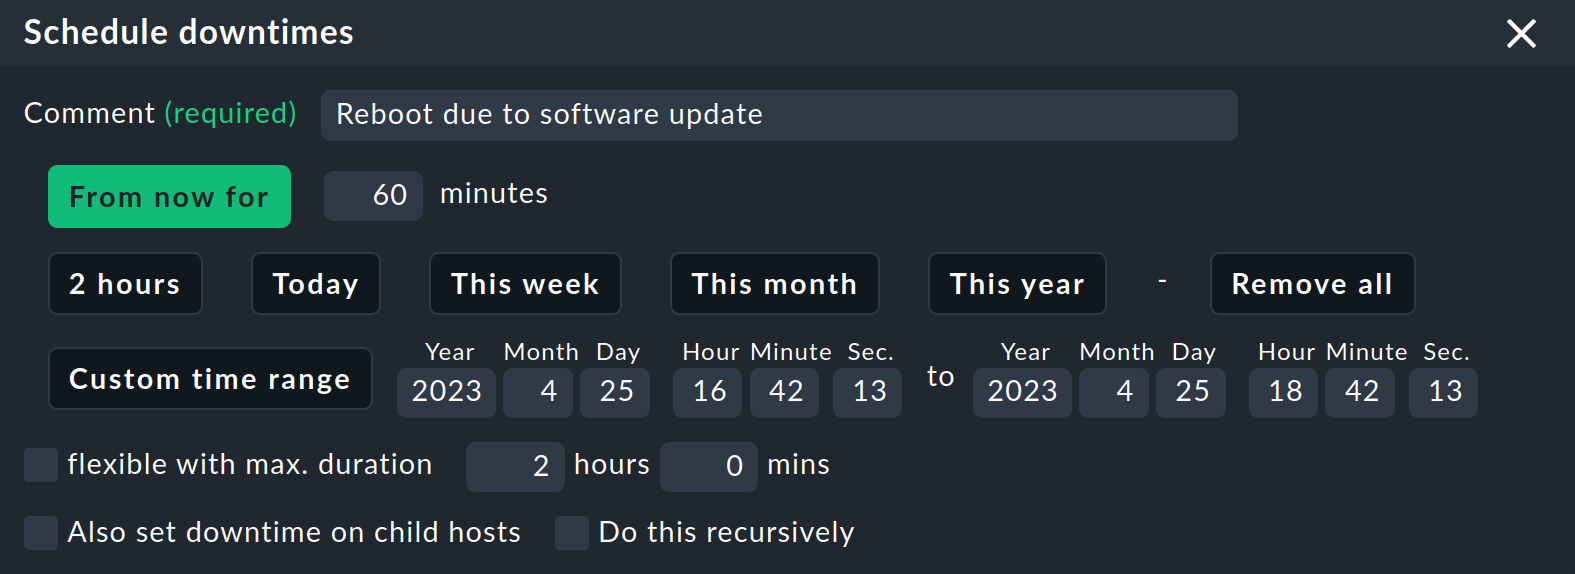 Schedule downtimes
Comment (required) Reboot due to software update
From now for 60 minutes
2 hours Today This week This month This year - Remove all
Year Month Day Hour Minute Sec. Year Month Day Hour Minute Sec.
Custom time range 2023 4 25 16 42 13 to 2023 4 25 18 42 13
flexible with max. duration 2 hours 0 mins
Also set downtime on child hosts Do this recursively